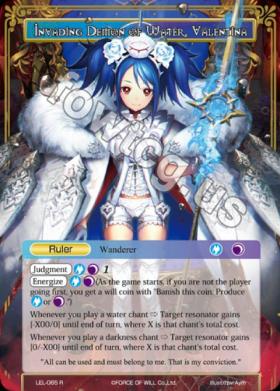 Invading Demon of Water, Valentina
forcg.us
Ruler Wanderer
Judgment 1
Energize (As the game starts, if you are not the player
going first, you get a will coin with "Banish this coin: Produce
or .")
Whenever you play a water chant ⇨ Target resonator gains
[-X00/0] until end of turn, where X is that chant's total cost.
Whenever you play a darkness chant ⇨ Target resonator gains
[0/-X00] until end of turn, where X is that chant's total cost.
"All can be used and must belong to me. That is my conviction."
LEL-065 R ©FORCE OF WILL Co.,Ltd.